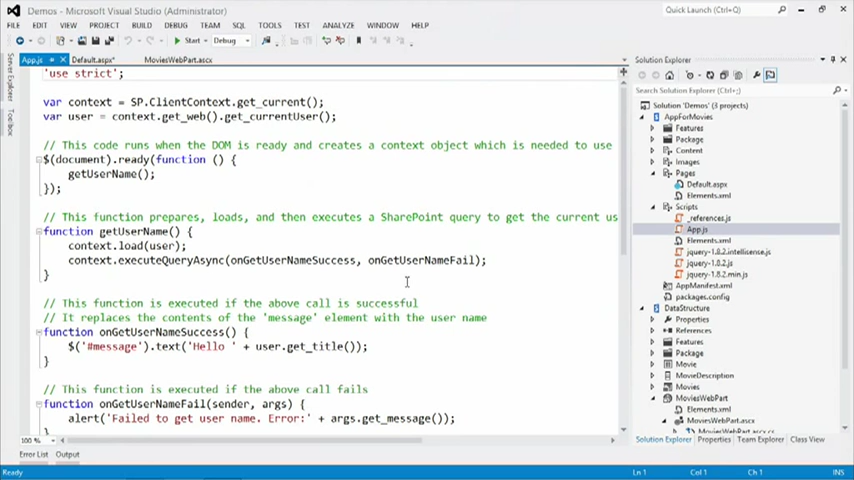 Demos - Microsoft Visual Studio (Administrator)
Quick Launch (Ctrl+Q)
FILE EDIT VIEW PROJECT BUILD DEBUG TEAM SQL TOOLS TEST ANALYZE WINDOW HELP
Start Debug
App.js Default.aspx* MoviesWebPart.ascx
Server Explorer
Toolbox
'use strict';
var context = SP.ClientContext.get_current();
var user = context.get_web().get_currentUser();
// This code runs when the DOM is ready and creates a context object which is needed to use
$(document).ready(function () {
getUserName();
});
// This function prepares, loads, and then executes a SharePoint query to get the current us
function getUserName() {
context.load(user);
context.executeQueryAsync(onGetUserNameSuccess, onGetUserNameFail);
}
// This function is executed if the above call is successful
// It replaces the contents of the 'message' element with the user name
function onGetUserNameSuccess() {
$('#message').text('Hello ' + user.get_title());
}
// This function is executed if the above call fails
function onGetUserNameFail(sender, args) {
alert('Failed to get user name. Error:' + args.get_message());
100 %
Solution Explorer
Search Solution Explorer (Ctrl+;)
Solution 'Demos' (3 projects)
AppForMovies
Features
Package
Content
Images
Pages
Default.aspx
Elements.xml
Scripts
_references.js
App.js
Elements.xml
jquery-1.8.2.intellisense.js
jquery-1.8.2.js
jquery-1.8.2.min.js
AppManifest.xml
packages.config
DataStructure
Properties
References
Features
Package
Movie
MovieDescription
Movies
MoviesWebPart
Elements.xml
MoviesWebPart.ascx
MoviesWebPart.ascx.cs
Solution Explorer Properties Team Explorer Class View
Error List Output
Ready Ln 1 Col 1 Ch 1 INS